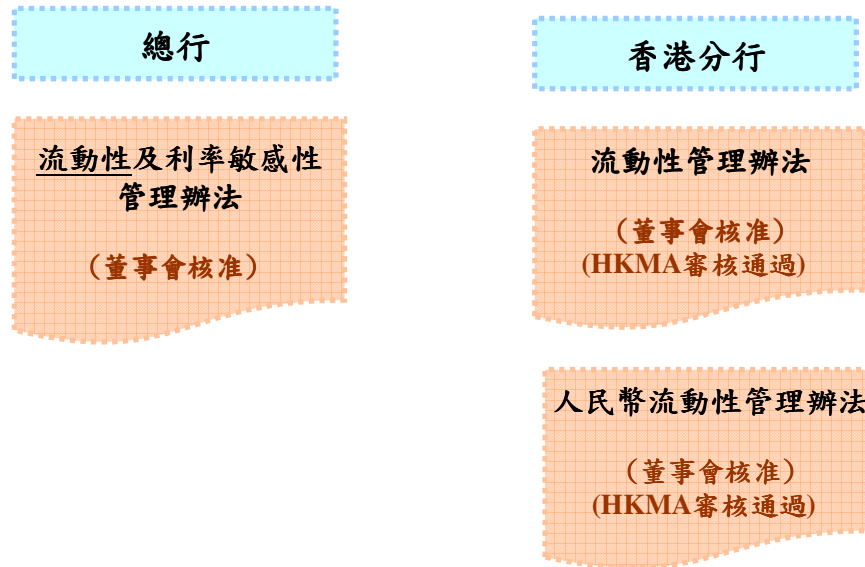 總行
流動性及利率敏感性
管理辦法
（董事會核准）
香港分行
流動性管理辦法
（董事會核准）
(HKMA審核通過)
人民幣流動性管理辦法
（董事會核准）
(HKMA審核通過)